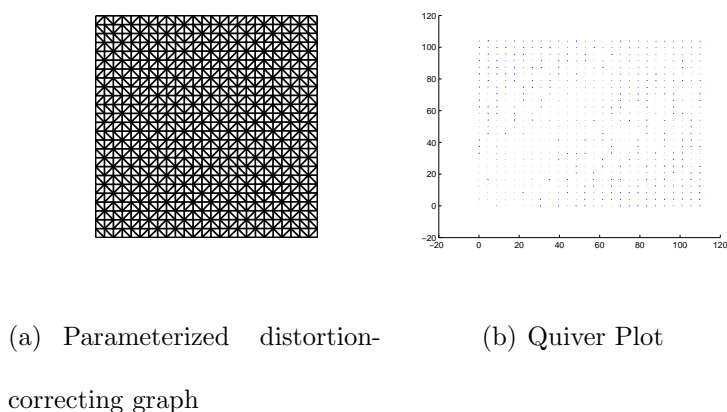 120
100
80
60
40
20
0
−20
−20 0 20 40 60 80 100 120
(a) Parameterized distortion-
correcting graph
(b) Quiver Plot